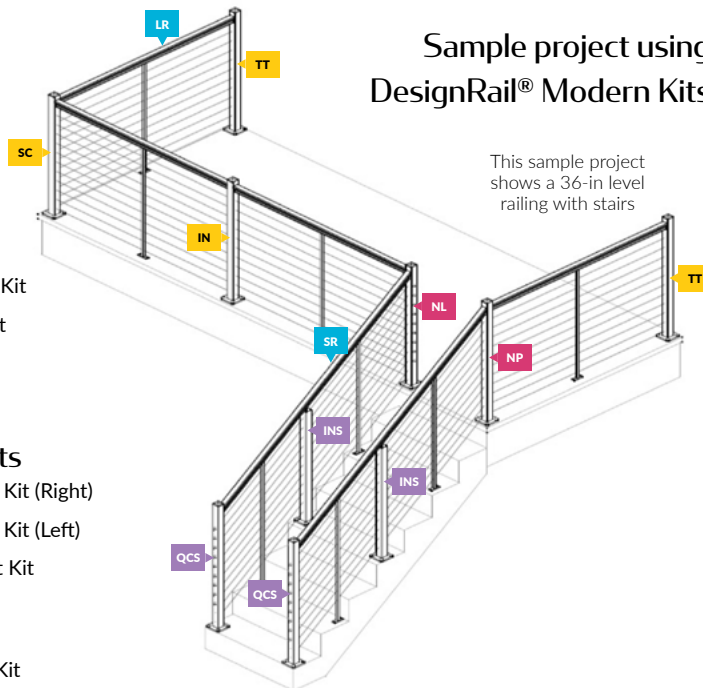 Sample project using
DesignRail® Modern Kits
This sample project
shows a 36-in level
railing with stairs
LR
TT
SC
IN
Kit
NL
TT
SR
NP
INS
INS
Kit (Right)
Kit (Left)
Kit
QCS
QCS
Kit